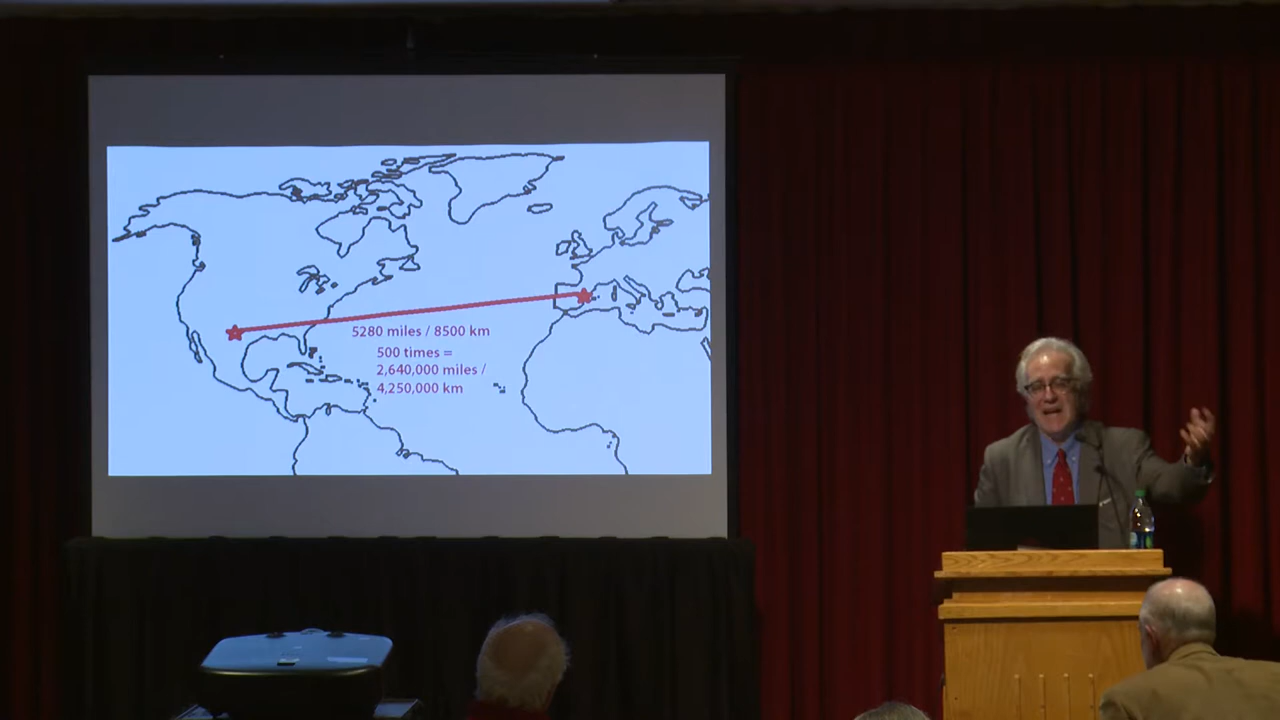 5280 miles / 8500 km
500 times =
2,640,000 miles /
4,250,000 km